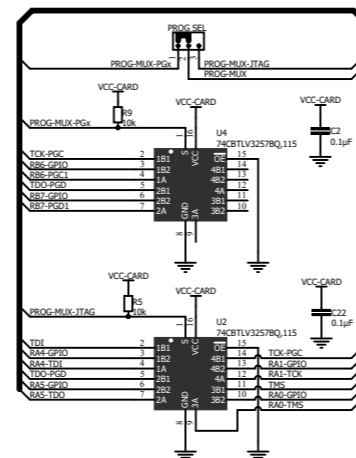 PROG SEL
1
2
3
PROG-MUX-PGx
PROG-MUX-JTAG
PROG-MUX
VCC-CARD
VCC-CARD
VCC-CARD
R9
10k
C2
0.1µF
PROG-MUX-PGx
1
16
U4
74CBTLV3257BQ,115
S
VCC
TCK-PGC 2 1B1 OE 15
RB6-GPIO 3 1B2 4B1 14
RB6-PGC1 4 1A 4B2 13
TDO-PGD 5 2B1 4A 12
RB7-GPIO 6 2B2 3B1 11
RB7-PGD1 7 2A 3B2 10
GND
3A
8
9
VCC-CARD
VCC-CARD
VCC-CARD
R5
10k
C22
0.1µF
PROG-MUX-JTAG
1
16
U2
74CBTLV3257BQ,115
S
VCC
TDI 2 1B1 OE 15
RA4-GPIO 3 1B2 4B1 14 TCK-PGC
RA4-TDI 4 1A 4B2 13 RA1-GPIO
TDO-PGD 5 2B1 4A 12 RA1-TCK
RA5-GPIO 6 2B2 3B1 11 TMS
RA5-TDO 7 2A 3B2 10 RA0-GPIO
RA0-TMS
GND
3A
8
9